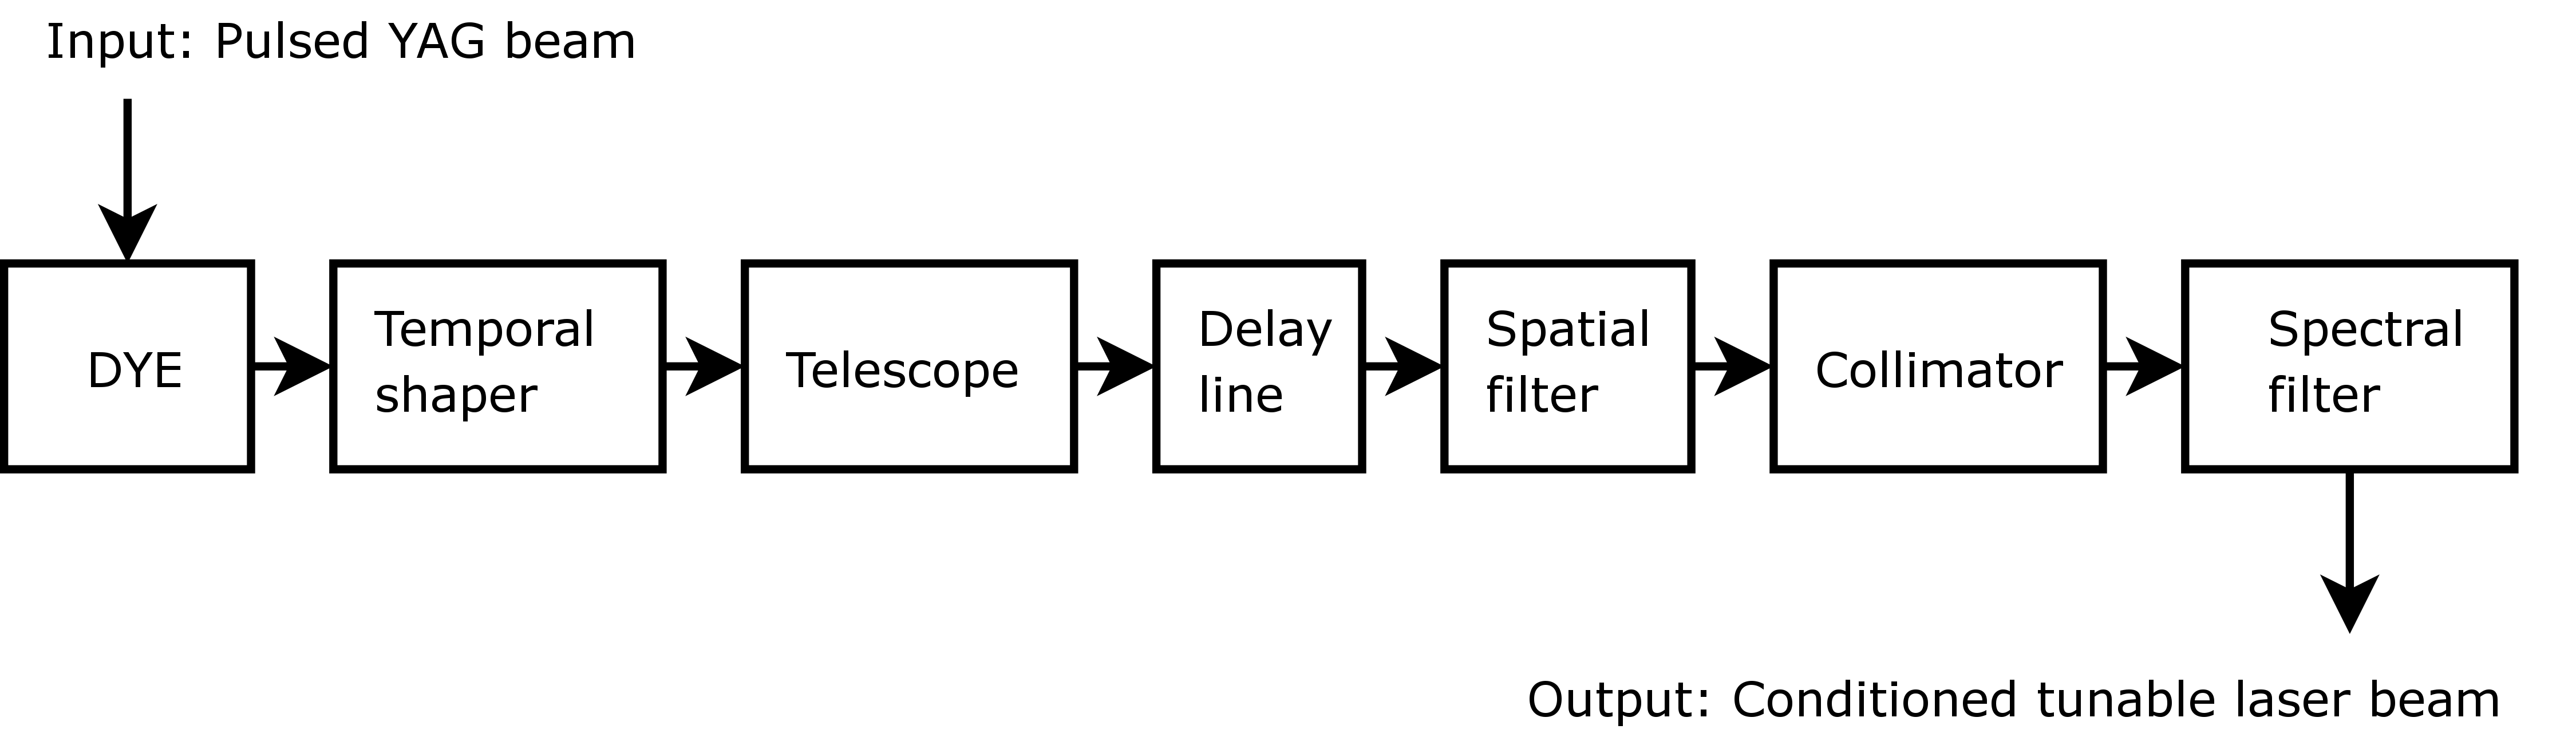 Input: Pulsed YAG beam
DYE
Temporal
shaper
Telescope
Delay
line
Spatial
filter
Collimator
Spectral
filter
Output: Conditioned tunable laser beam